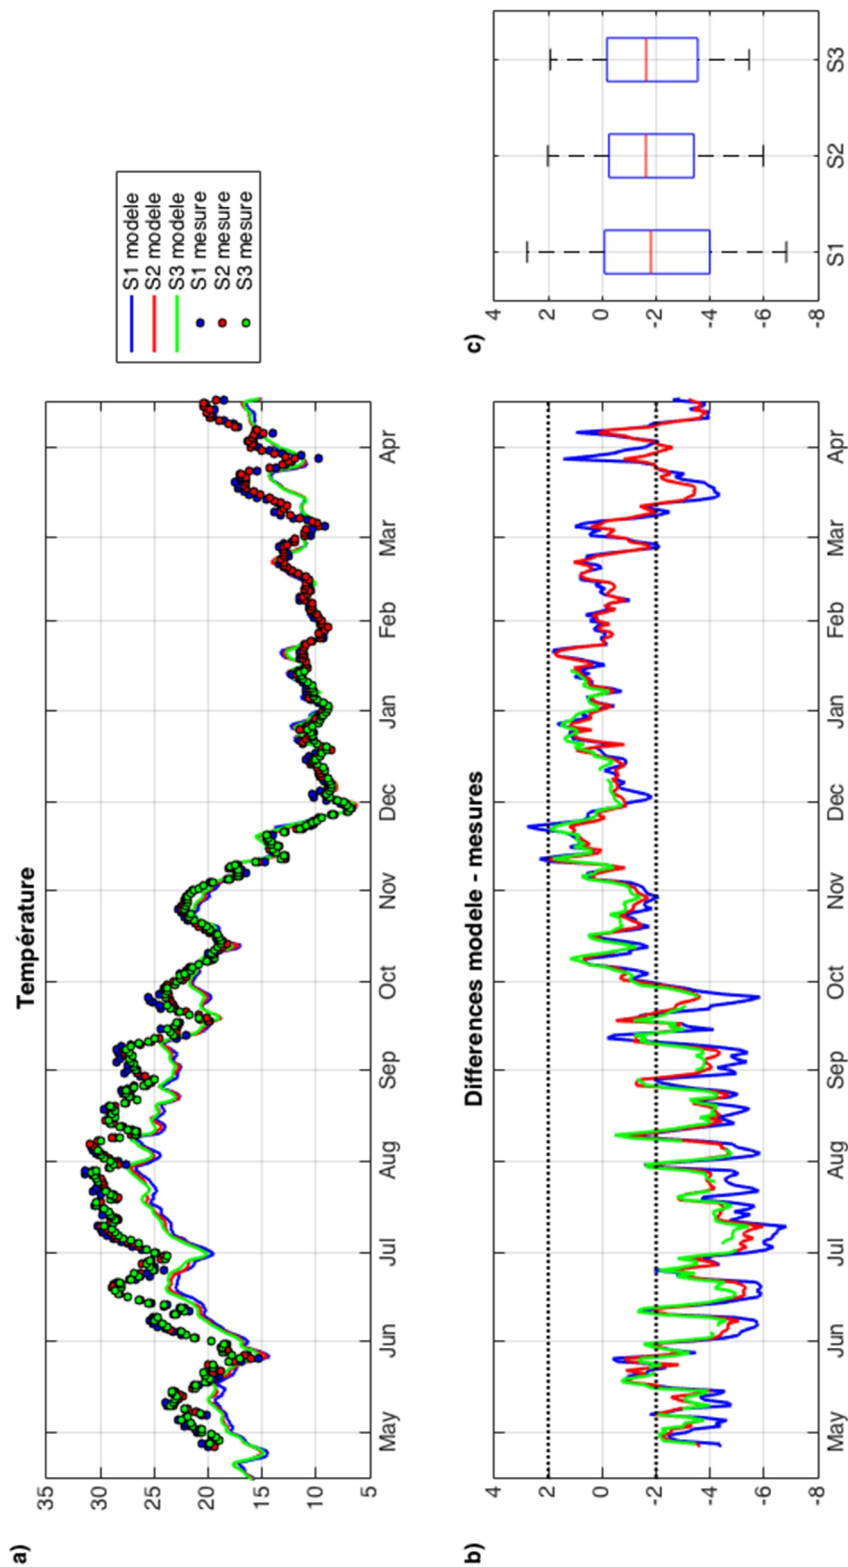 a)
Température
35
30
25
20
15
10
5
May
Jun
Jul
Aug
Sep
Oct
Nov
Dec
Jan
Feb
Mar
Apr
S1 modele
S2 modele
S3 modele
S1 mesure
S2 mesure
S3 mesure
b)
Differences modele - mesures
4
2
0
-2
-4
-6
-8
May
Jun
Jul
Aug
Sep
Oct
Nov
Dec
Jan
Feb
Mar
Apr
c)
4
2
0
-2
-4
-6
-8
S1
S2
S3